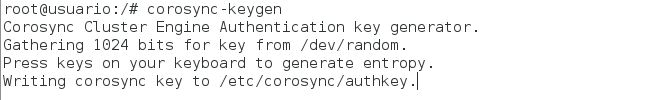 root@usuario:/# corosync-keygen
Corosync Cluster Engine Authentication key generator.
Gathering 1024 bits for key from /dev/random.
Press keys on your keyboard to generate entropy.
Writing corosync key to /etc/corosync/authkey.